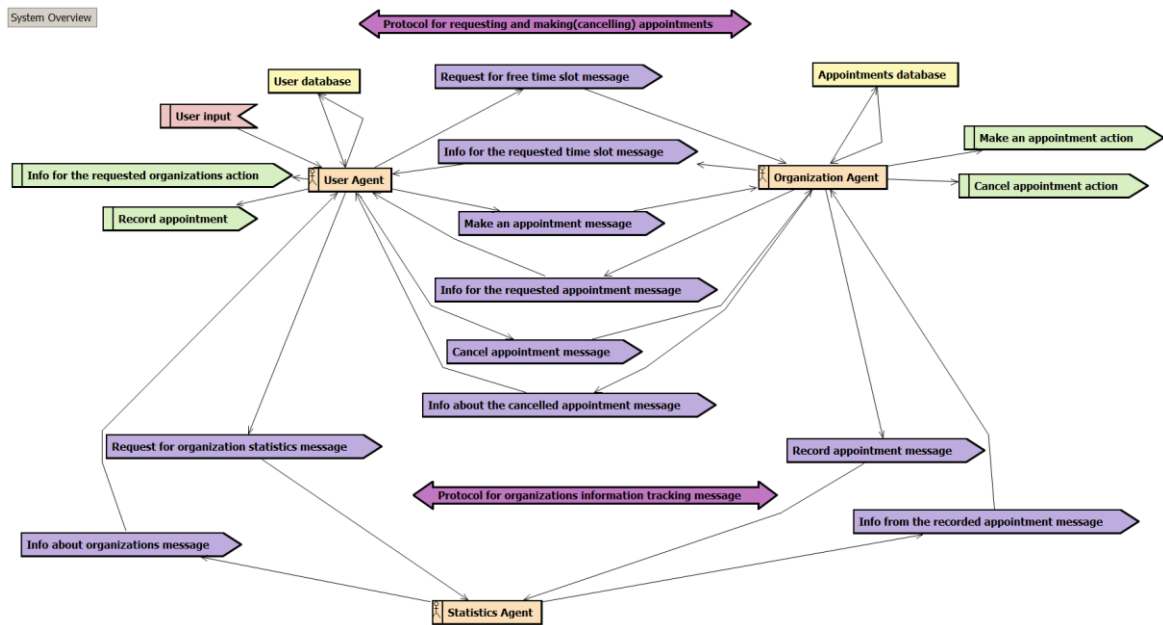 System Overview
Protocol for requesting and making(cancelling) appointments
User database
Request for free time slot message
Appointments database
User input
Make an appointment action
Info for the requested time slot message
Info for the requested organizations action
User Agent
Organization Agent
Cancel appointment action
Record appointment
Make an appointment message
Info for the requested appointment message
Cancel appointment message
Info about the cancelled appointment message
Request for organization statistics message
Record appointment message
Protocol for organizations information tracking message
Info from the recorded appointment message
Info about organizations message
Statistics Agent